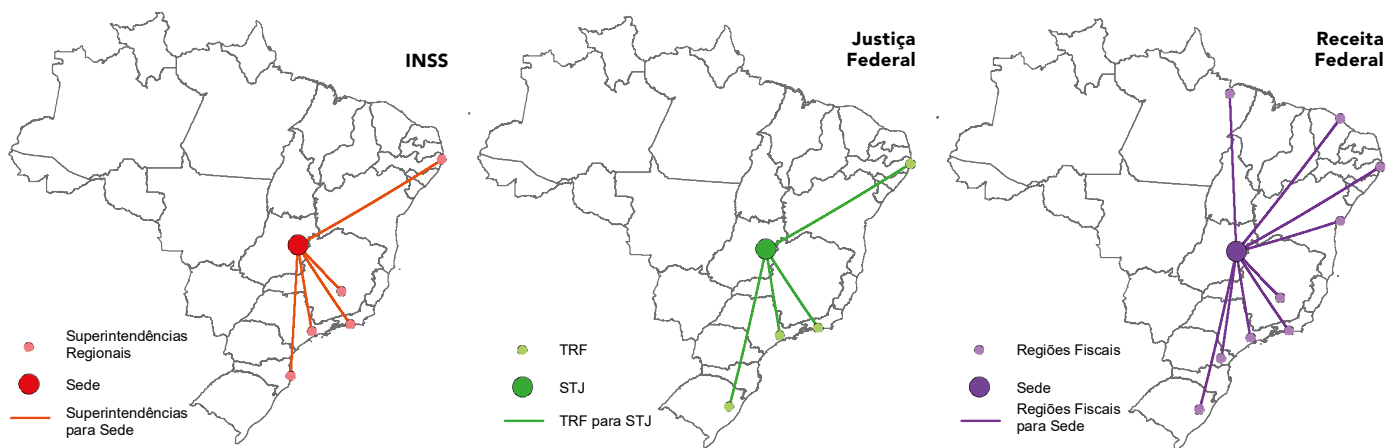 INSS
Superintendências
Regionais
Sede
Superintendências
para Sede
Justiça
Federal
TRF
STJ
TRF para STJ
Receita
Federal
Regiões Fiscais
Sede
Regiões Fiscais
para Sede